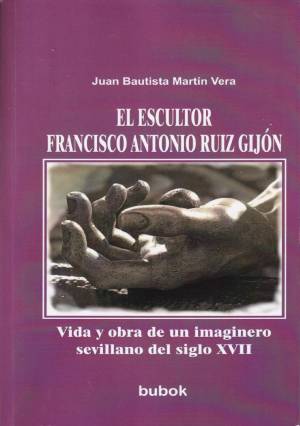 Juan Bautista Martín Vera
EL ESCULTOR
FRANCISCO ANTONIO RUIZ GIJÓN
Vida y obra de un imaginero
sevillano del siglo XVII
bubok